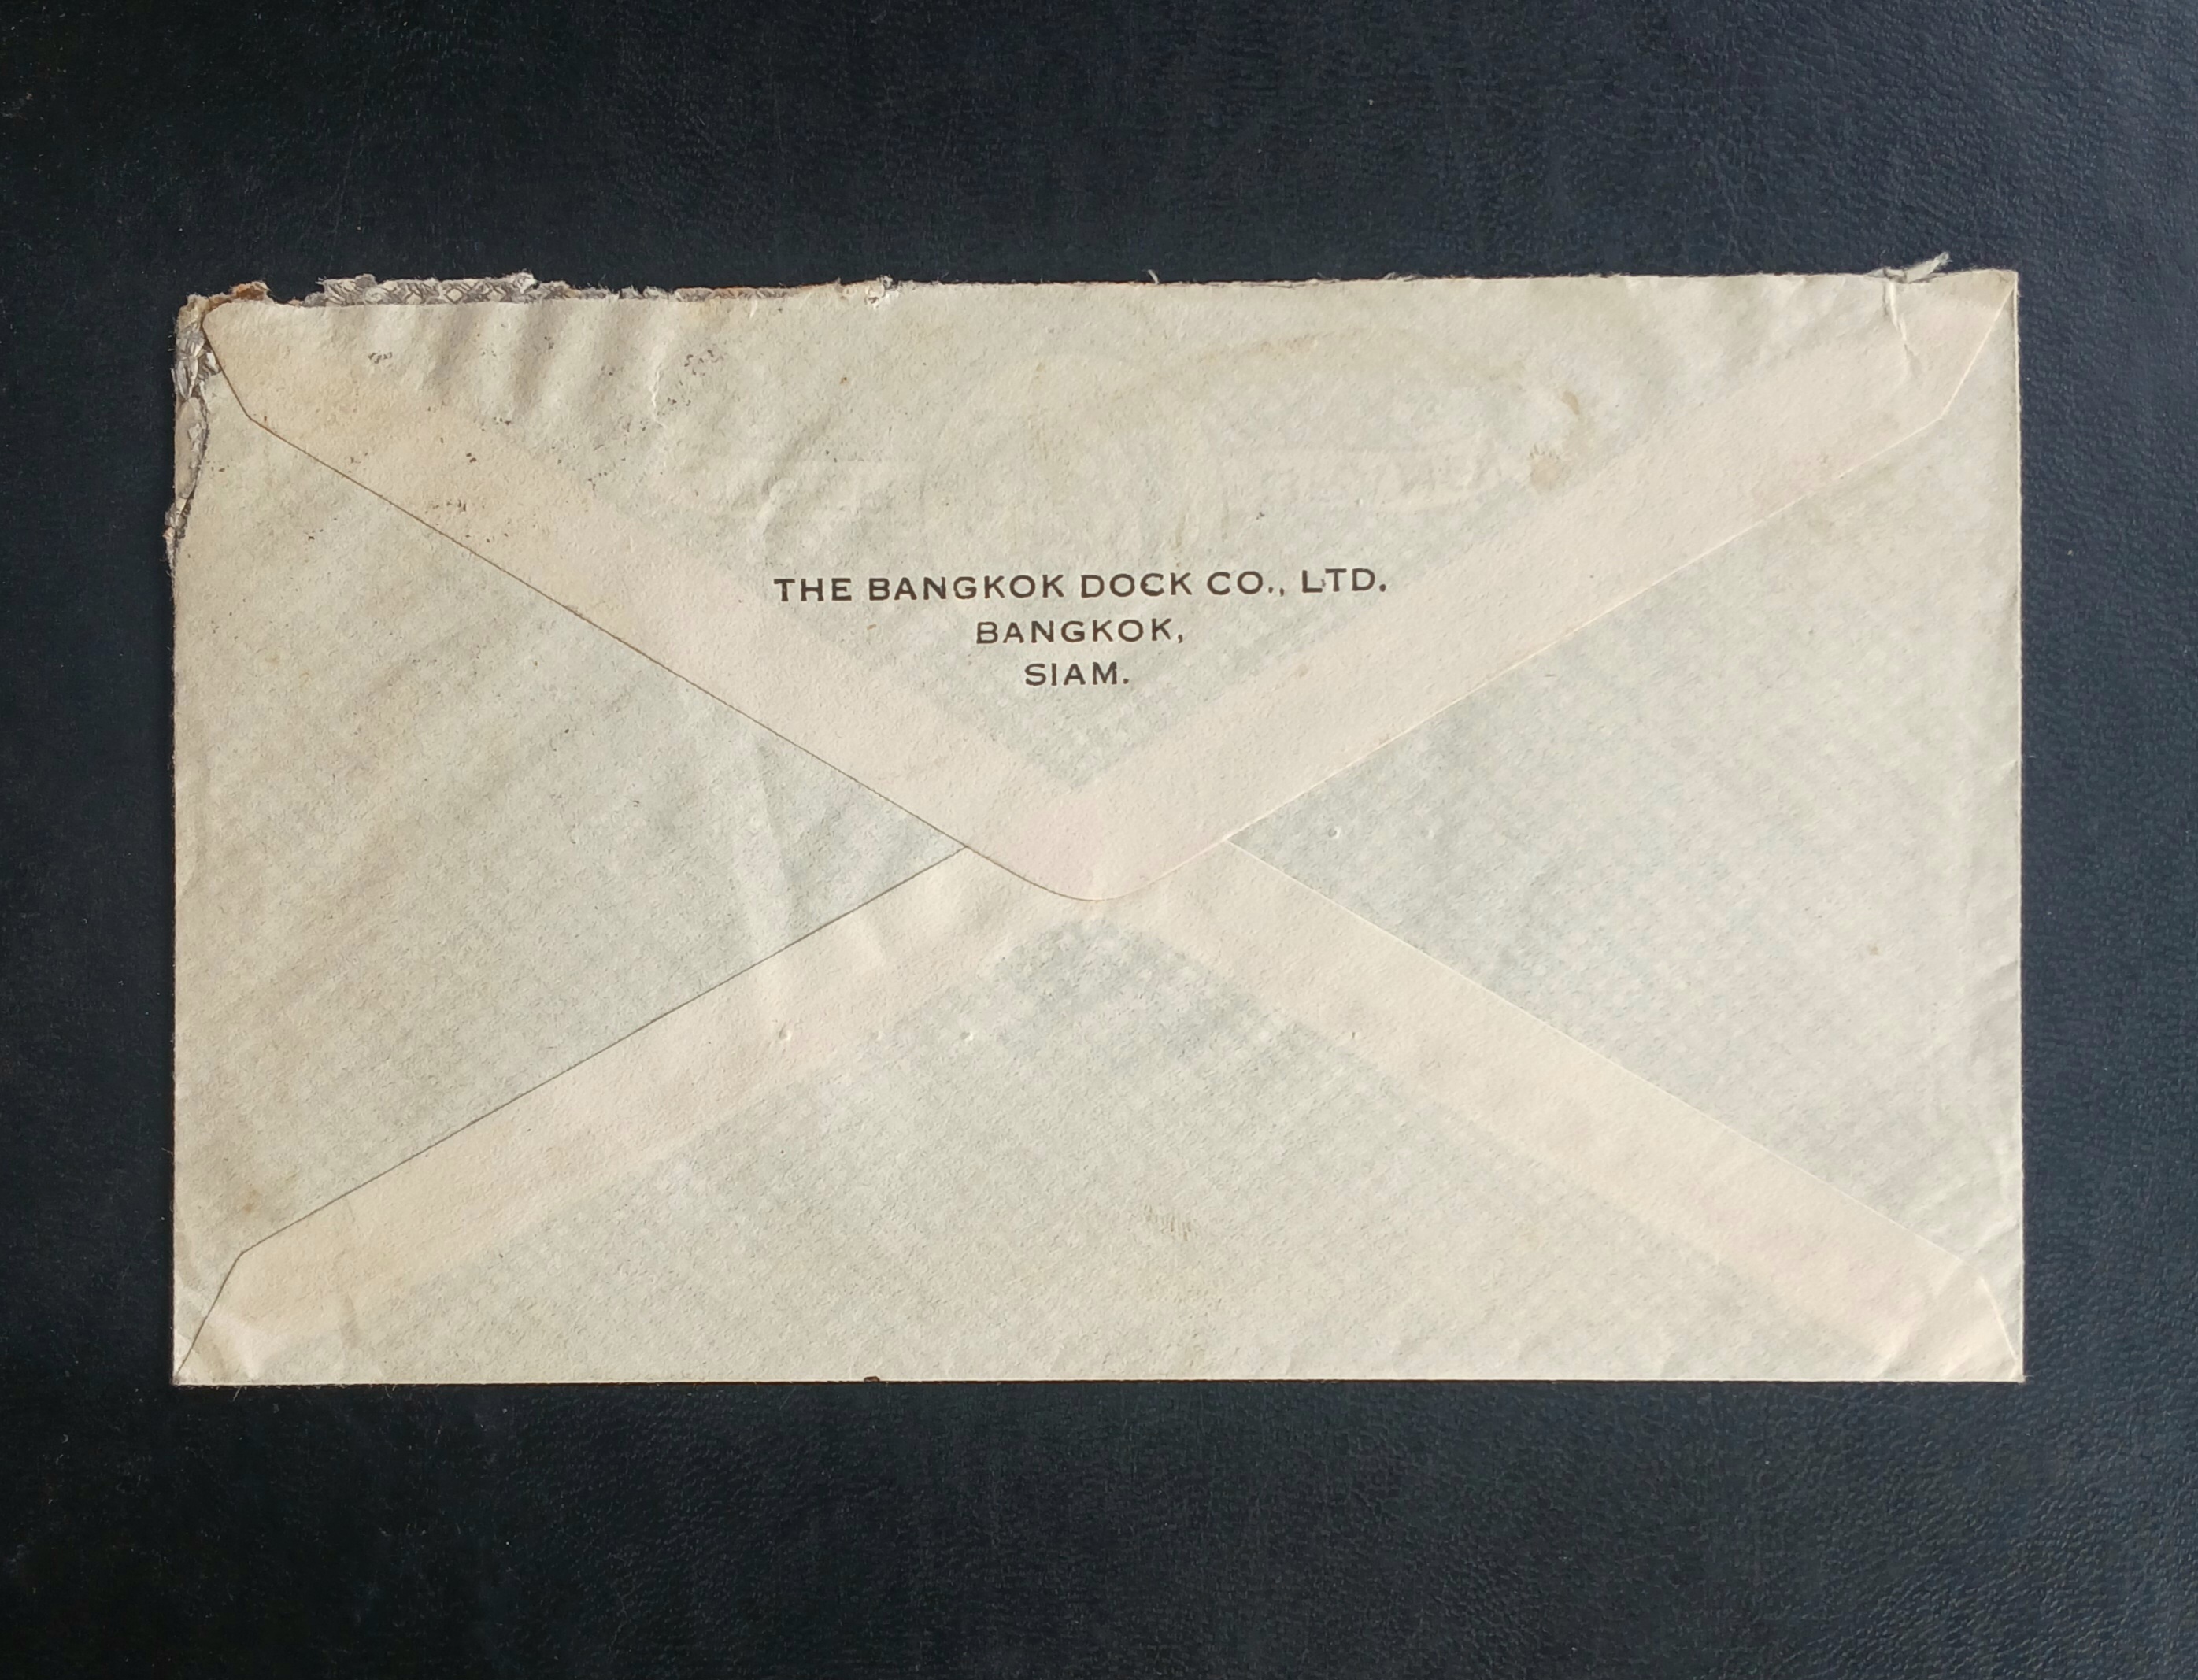 THE BANGKOK DOCK CO., LTD.
BANGKOK,
SIAM.